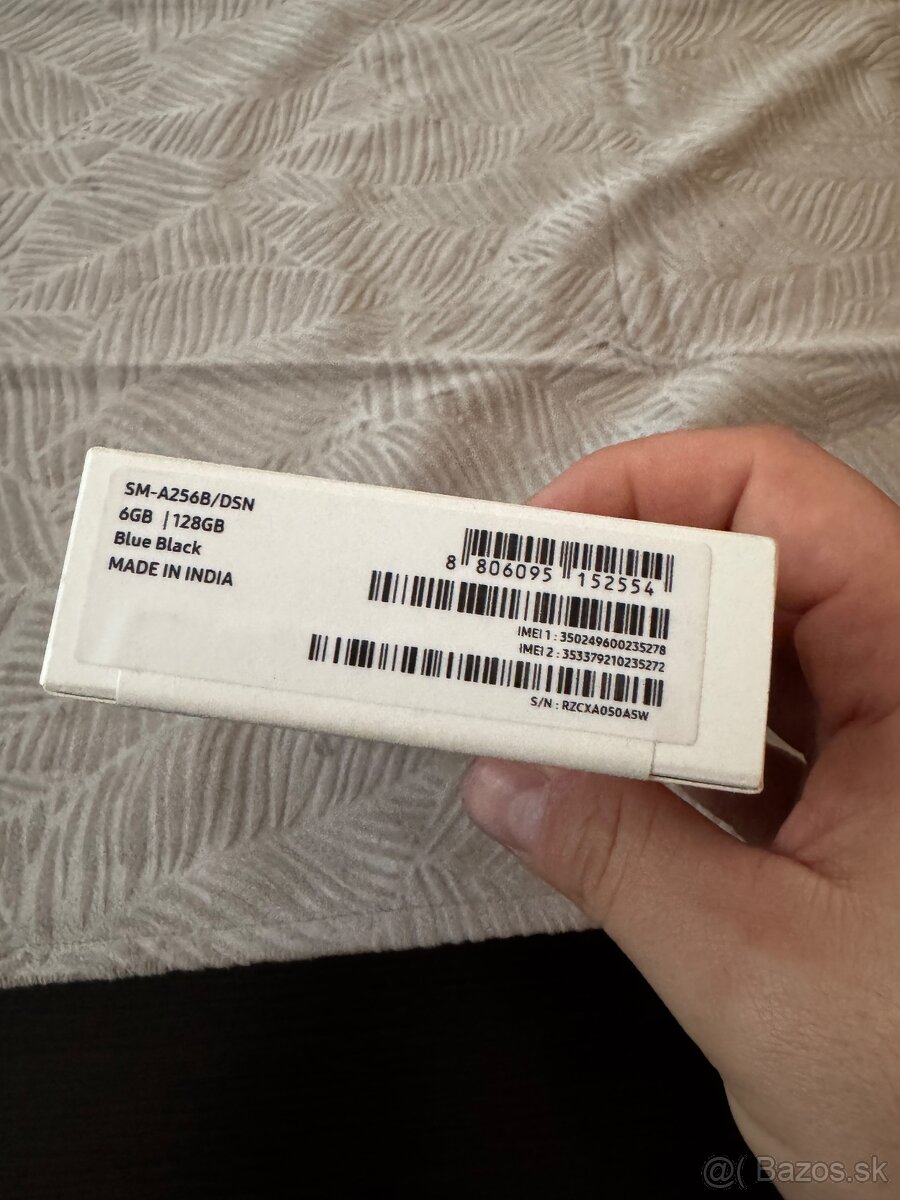 SM-A256B/DSN
6GB | 128GB
Blue Black
MADE IN INDIA
8 806095 152554
IMEI 1 : 350249600235278
IMEI 2 : 353379210235272
S/N : RZCXA050A5W
@( Bazos.sk